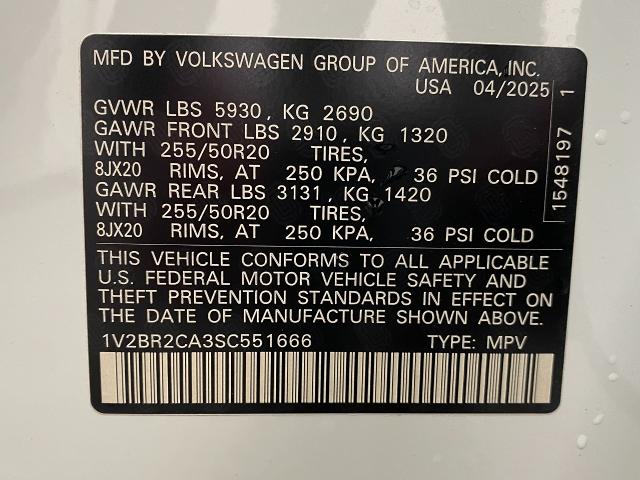 MFD BY VOLKSWAGEN GROUP OF AMERICA, INC.
USA 04/2025
GVWR LBS 5930, KG 2690
GAWR FRONT LBS 2910, KG 1320
WITH 255/50R20 TIRES,
8JX20 RIMS, AT 250 KPA, 36 PSI COLD
GAWR REAR LBS 3131, KG 1420
WITH 255/50R20 TIRES,
8JX20 RIMS, AT 250 KPA, 36 PSI COLD
THIS VEHICLE CONFORMS TO ALL APPLICABLE
U.S. FEDERAL MOTOR VEHICLE SAFETY AND
THEFT PREVENTION STANDARDS IN EFFECT ON
THE DATE OF MANUFACTURE SHOWN ABOVE.
1V2BR2CA3SC551666 TYPE: MPV
1548197 1